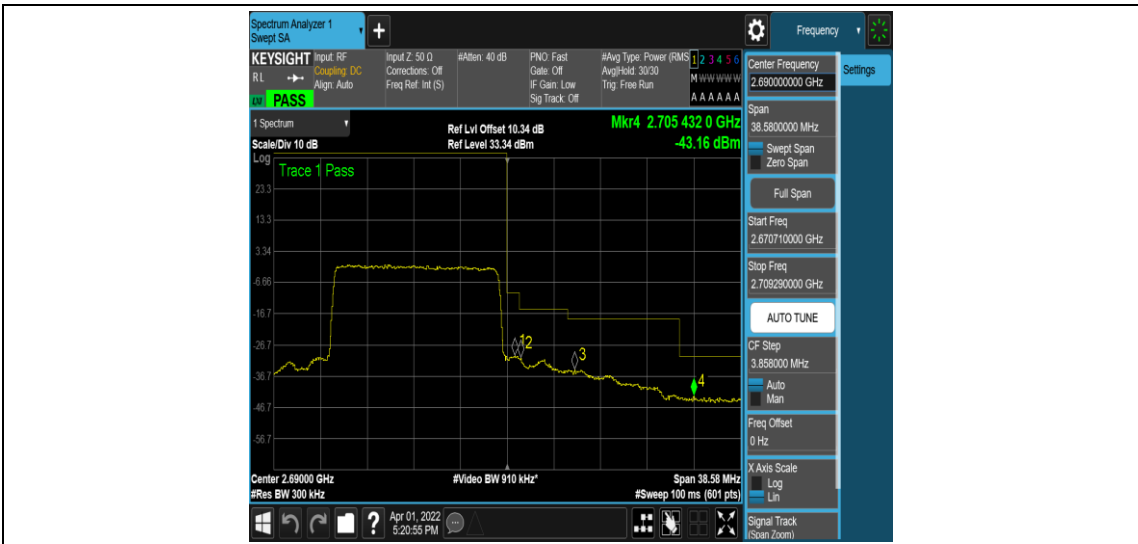 Spectrum Analyzer 1
Swept SA
+
Frequency
KEYSIGHT
RL
PASS
Input: RF
Coupling: DC
Align: Auto
Input Z: 50 Ω
Corrections: Off
Freq Ref: Int (S)
#Atten: 40 dB
PNO: Fast
Gate: Off
IF Gain: Low
Sig Track: Off
#Avg Type: Power (RMS
Avg|Hold: 30/30
Trig: Free Run
1 2 3 4 5 6
M W W W W W
A A A A A A
1 Spectrum
Scale/Div 10 dB
Ref Lvl Offset 10.34 dB
Ref Level 33.34 dBm
Mkr4 2.705 432 0 GHz
-43.16 dBm
Log
Trace 1 Pass
23.3
13.3
3.34
-6.66
-16.7
-26.7
-36.7
-46.7
-56.7
1
2
3
4
Center 2.69000 GHz
#Res BW 300 kHz
#Video BW 910 kHz*
Span 38.58 MHz
#Sweep 100 ms (601 pts)
Center Frequency
2.690000000 GHz
Settings
Span
38.5800000 MHz
Swept Span
Zero Span
Full Span
Start Freq
2.670710000 GHz
Stop Freq
2.709290000 GHz
AUTO TUNE
CF Step
3.858000 MHz
Auto
Man
Freq Offset
0 Hz
X Axis Scale
Log
Lin
Signal Track
(Span Zoom)
?
Apr 01, 2022
5:20:55 PM